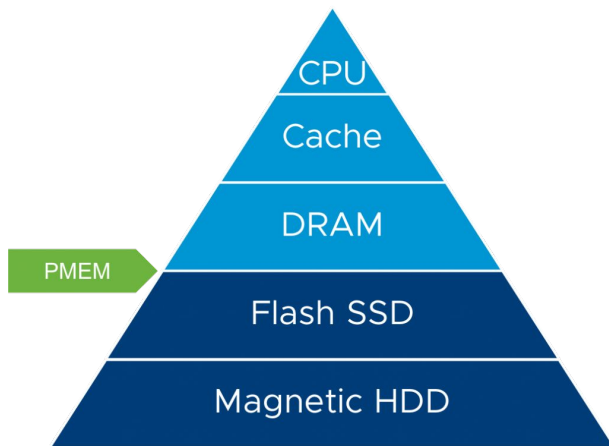 CPU
Cache
DRAM
PMEM
Flash SSD
Magnetic HDD